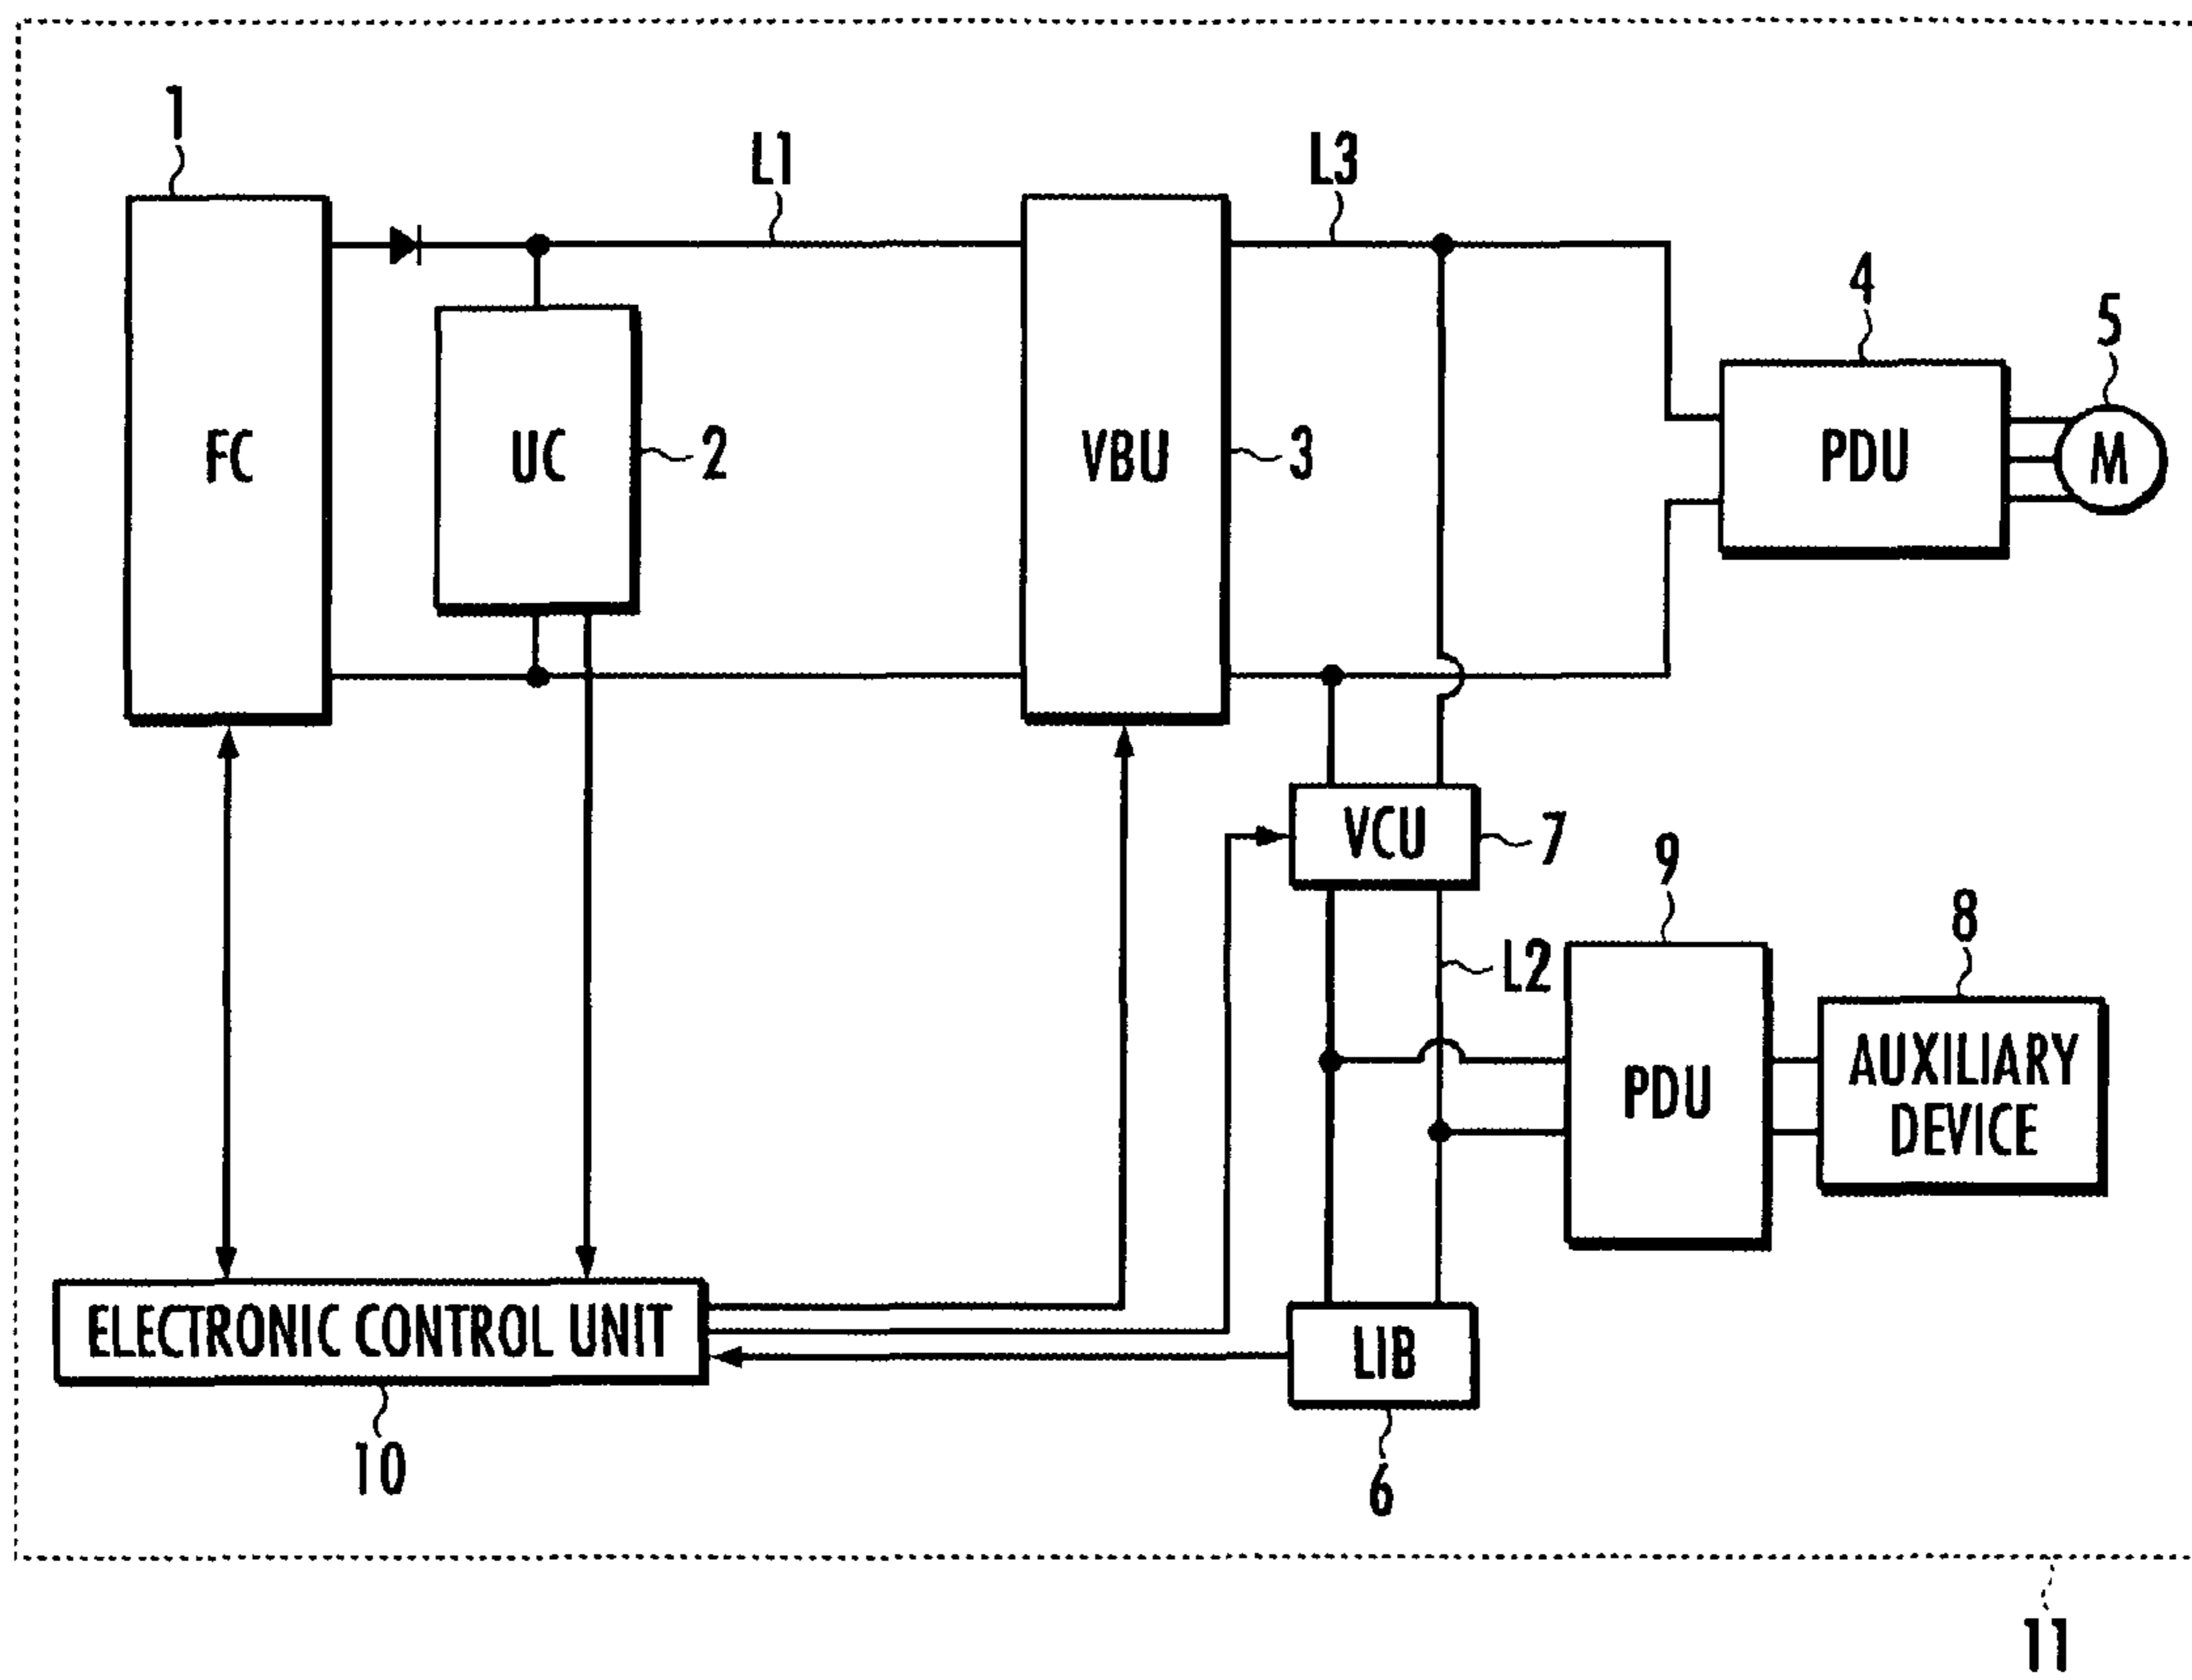 1
L1
L3
4
5
FC
UC
2
VBU
3
PDU
M
VCU
7
9
8
L2
AUXILIARY
DEVICE
PDU
ELECTRONIC CONTROL UNIT
LIB
10
6
11